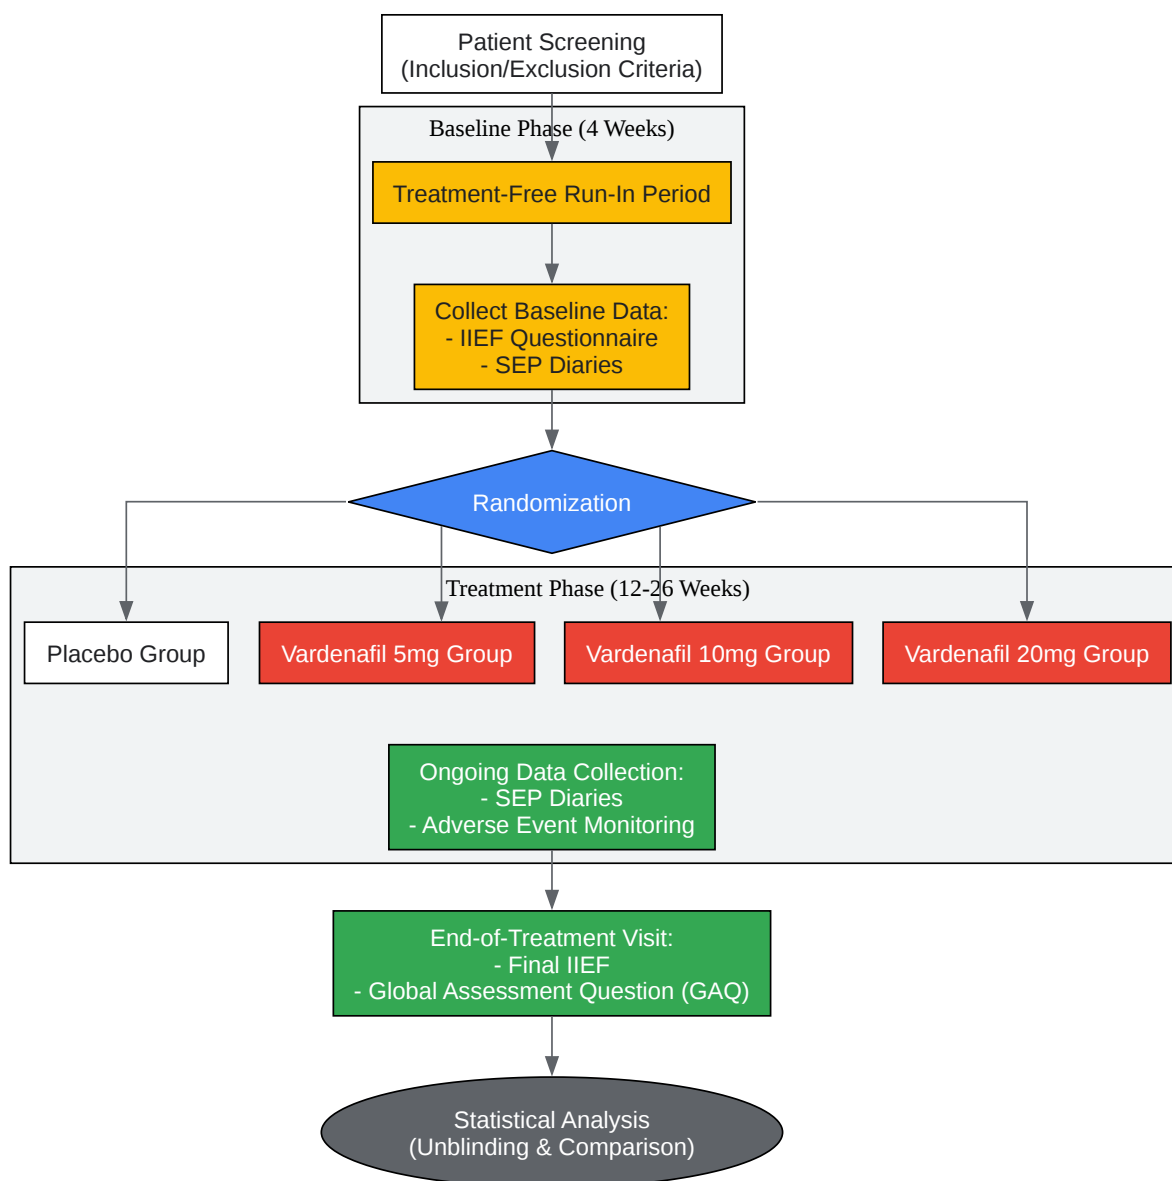 Patient Screening
(Inclusion/Exclusion Criteria)
Baseline Phase (4 Weeks)
Treatment-Free Run-In Period
Collect Baseline Data:
- IIEF Questionnaire
- SEP Diaries
Randomization
Treatment Phase (12-26 Weeks)
Placebo Group
Vardenafil 5mg Group
Vardenafil 10mg Group
Vardenafil 20mg Group
Ongoing Data Collection:
- SEP Diaries
- Adverse Event Monitoring
End-of-Treatment Visit:
- Final IIEF
- Global Assessment Question (GAQ)
Statistical Analysis
(Unblinding & Comparison)